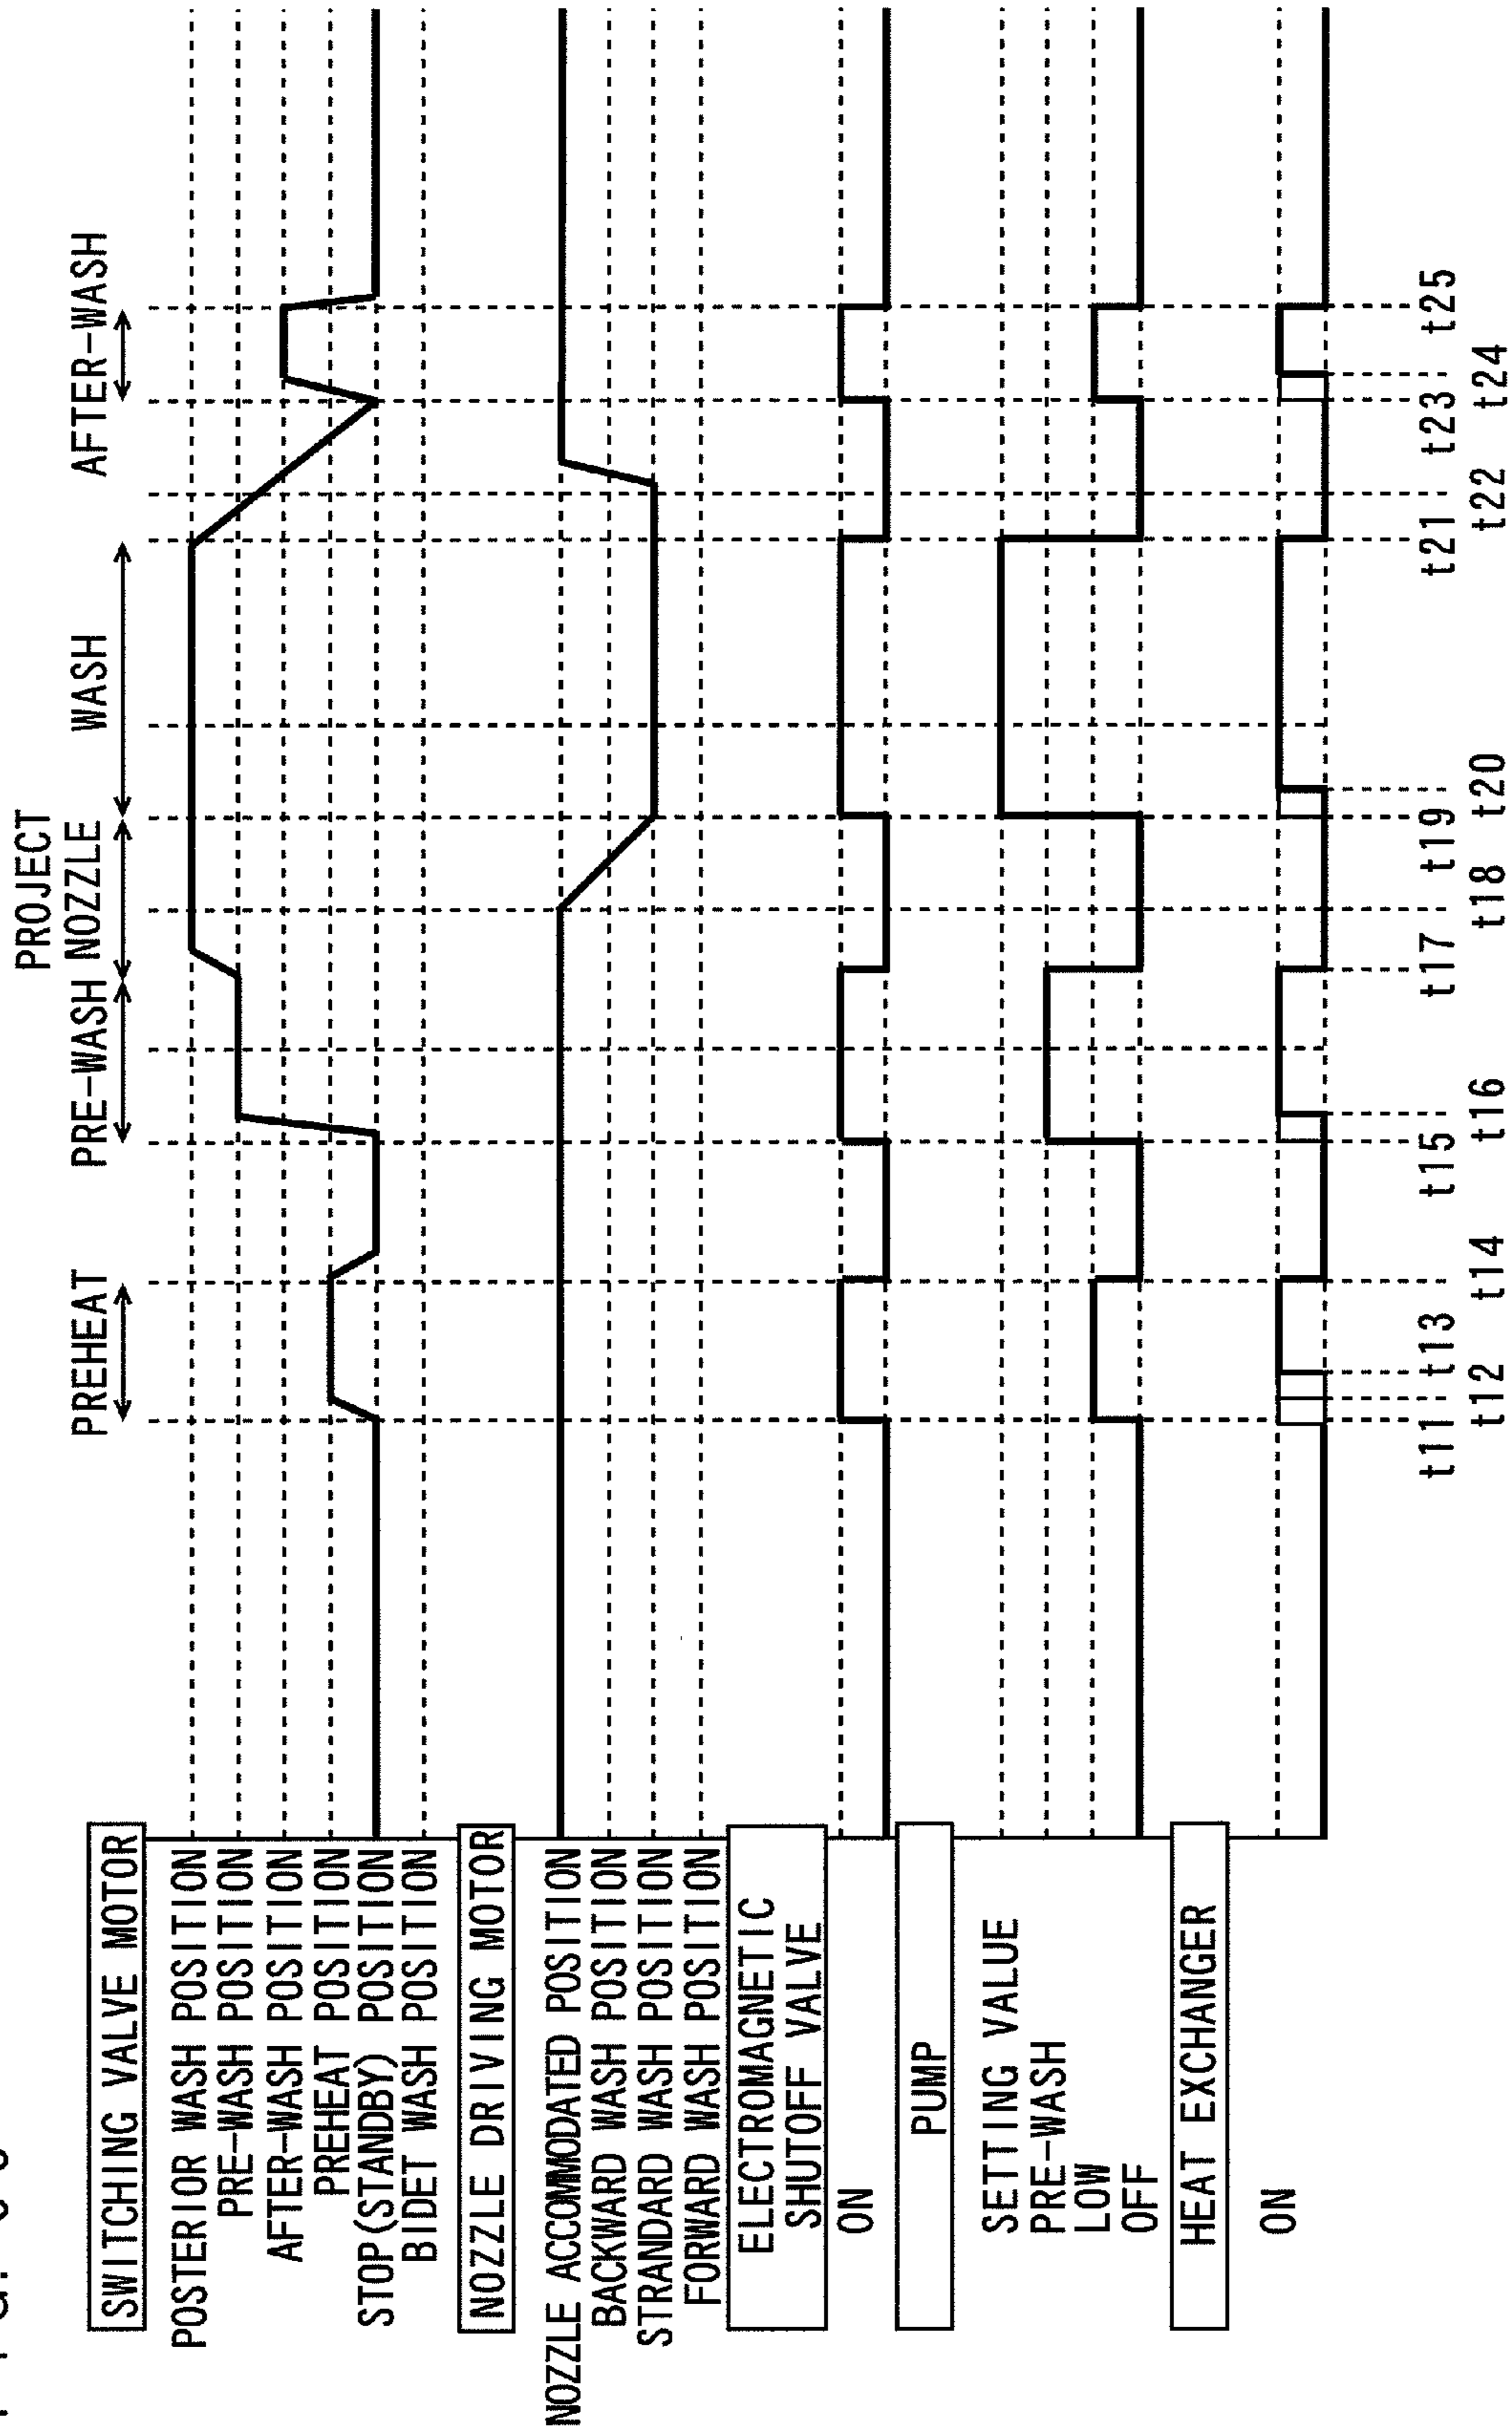 PREHEAT
PRE-WASH
PROJECT
NOZZLE
WASH
AFTER-WASH
SWITCHING VALVE MOTOR
POSTERIOR WASH POSITION
PRE-WASH POSITION
AFTER-WASH POSITION
PREHEAT POSITION
STOP(STANDBY) POSITION
BIDET WASH POSITION
NOZZLE DRIVING MOTOR
NOZZLE ACCOMMODATED POSITION
BACKWARD WASH POSITION
STRANDARD WASH POSITION
FORWARD WASH POSITION
ELECTROMAGNETIC
SHUTOFF VALVE
ON
PUMP
SETTING VALUE
PRE-WASH
LOW
OFF
HEAT EXCHANGER
ON
t11 t13 t15 t17 t19 t21 t23 t25
t12 t14 t16 t18 t20 t22 t24